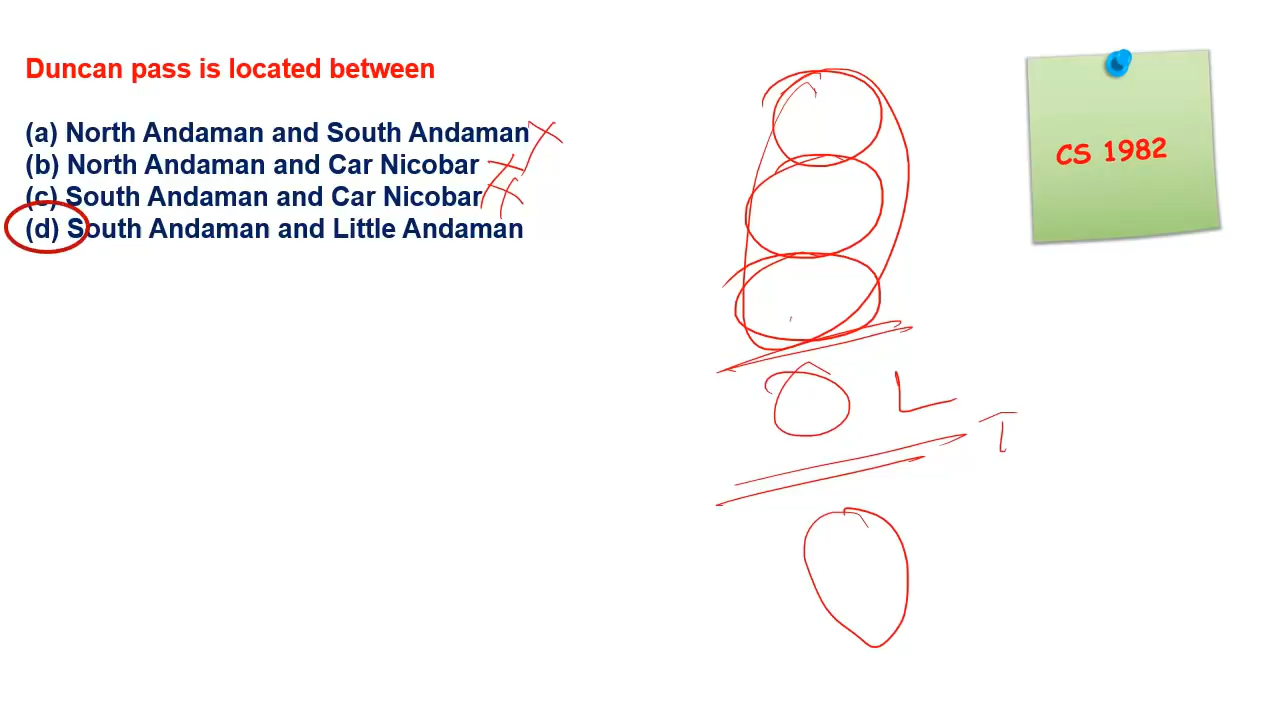 Duncan pass is located between
(a) North Andaman and South Andaman
(b) North Andaman and Car Nicobar
(c) South Andaman and Car Nicobar
(d) South Andaman and Little Andaman
CS 1982
L
T